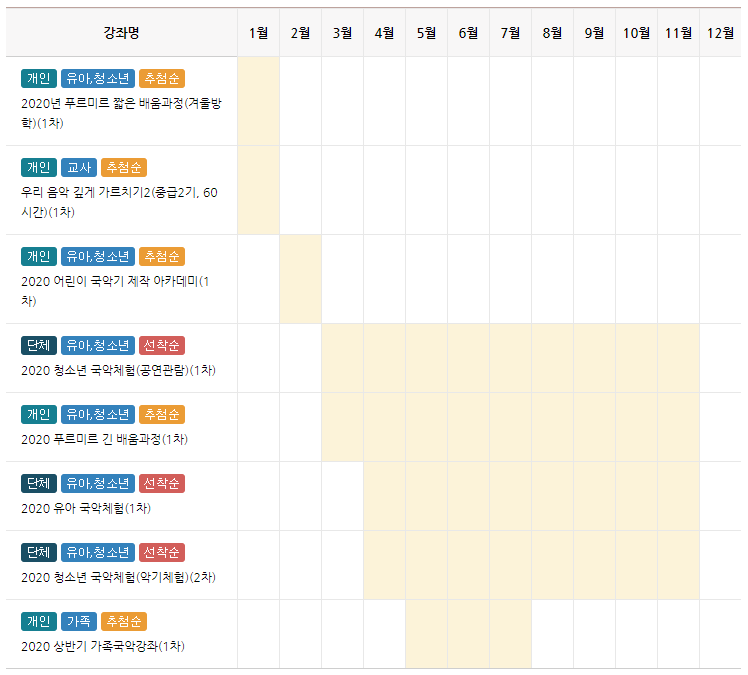 강좌명 1월 2월 3월 4월 5월 6월 7월 8월 9월 10월 11월 12월
개인 유아,청소년 추첨순
2020년 푸르미르 짧은 배움과정(겨울방
학)(1차)
개인 교사 추첨순
우리 음악 깊게 가르치기2(중급2기, 60
시간)(1차)
개인 유아,청소년 추첨순
2020 어린이 국악기 제작 아카데미(1
차)
단체 유아,청소년 선착순
2020 청소년 국악체험(공연관람)(1차)
개인 유아,청소년 추첨순
2020 푸르미르 긴 배움과정(1차)
단체 유아,청소년 선착순
2020 유아 국악체험(1차)
단체 유아,청소년 선착순
2020 청소년 국악체험(악기체험)(2차)
개인 가족 추첨순
2020 상반기 가족국악강좌(1차)